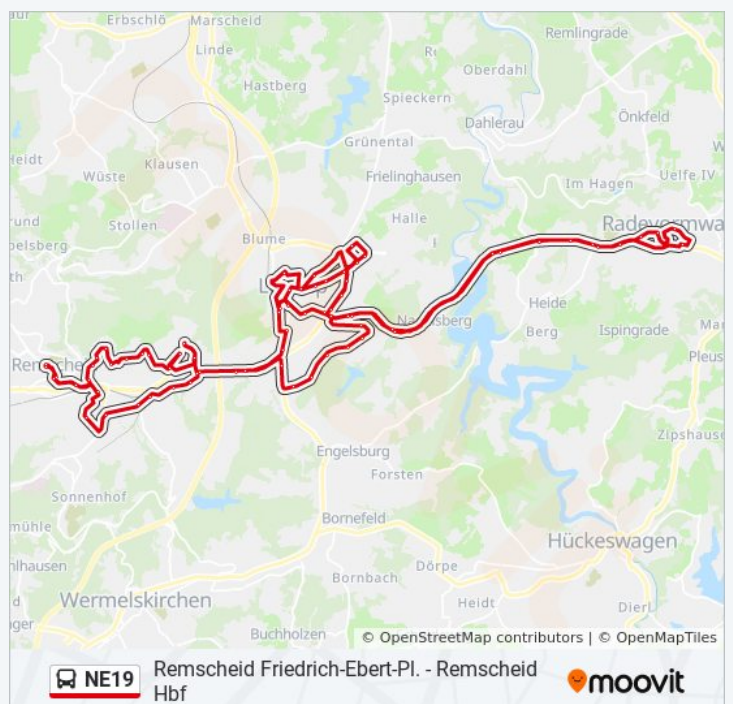 Erbschlö
Marscheid
Linde
Remlingrade
Hastberg
Oberdahl
Spieckern
Önkfeld
Dahlerau
Grünental
Klausen
Wüste
Frielinghausen
Im Hagen
Uelfe IV
Stollen
Halle
Radevormwa
Blume
Heide
Berg
Ispingrade
Remsche
Pleus
Engelsburg
Zipshause
Forsten
Sonnenhof
Bornefeld
Hückeswagen
Dörpe
Bornbach
Wermelskirchen
Heidt
Dierl
Buchholzen
© OpenStreetMap contributors | © OpenMapTiles
NE19
Remscheid Friedrich-Ebert-Pl. - Remscheid
Hbf
moovit